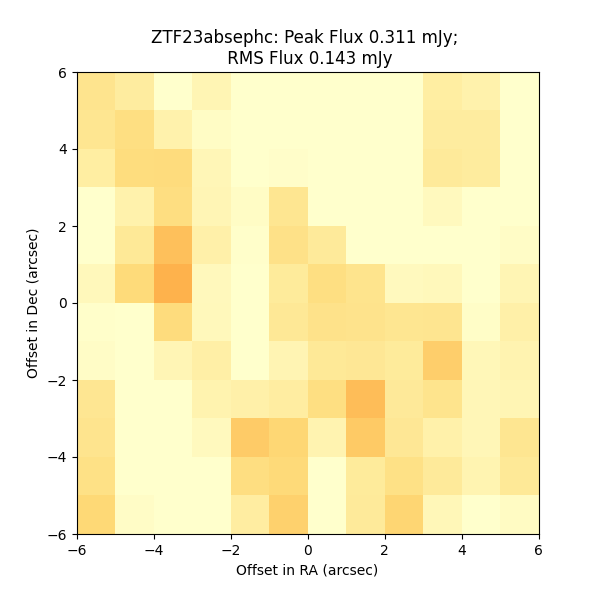 ZTF23absephc: Peak Flux 0.311 mJy;
RMS Flux 0.143 mJy
6
4
2
0
−2
−4
−6
Offset in Dec (arcsec)
−6 −4 −2 0 2 4 6
Offset in RA (arcsec)